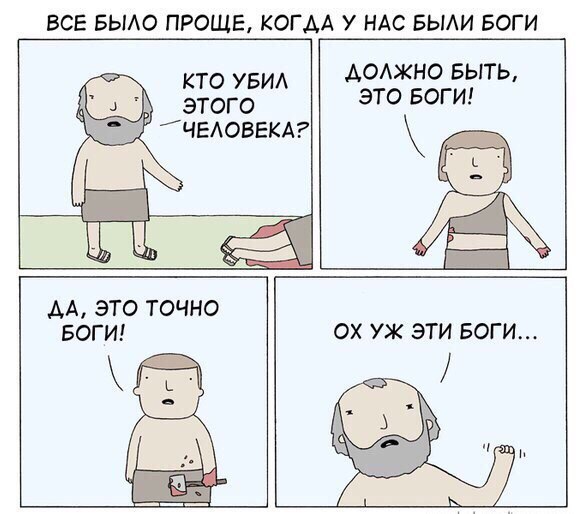 ВСЕ БЫЛО ПРОЩЕ, КОГДА У НАС БЫЛИ БОГИ
КТО УБИЛ
ЭТОГО
ЧЕЛОВЕКА?
ДОЛЖНО БЫТЬ,
ЭТО БОГИ!
ДА, ЭТО ТОЧНО
БОГИ!
ОХ УЖ ЭТИ БОГИ...